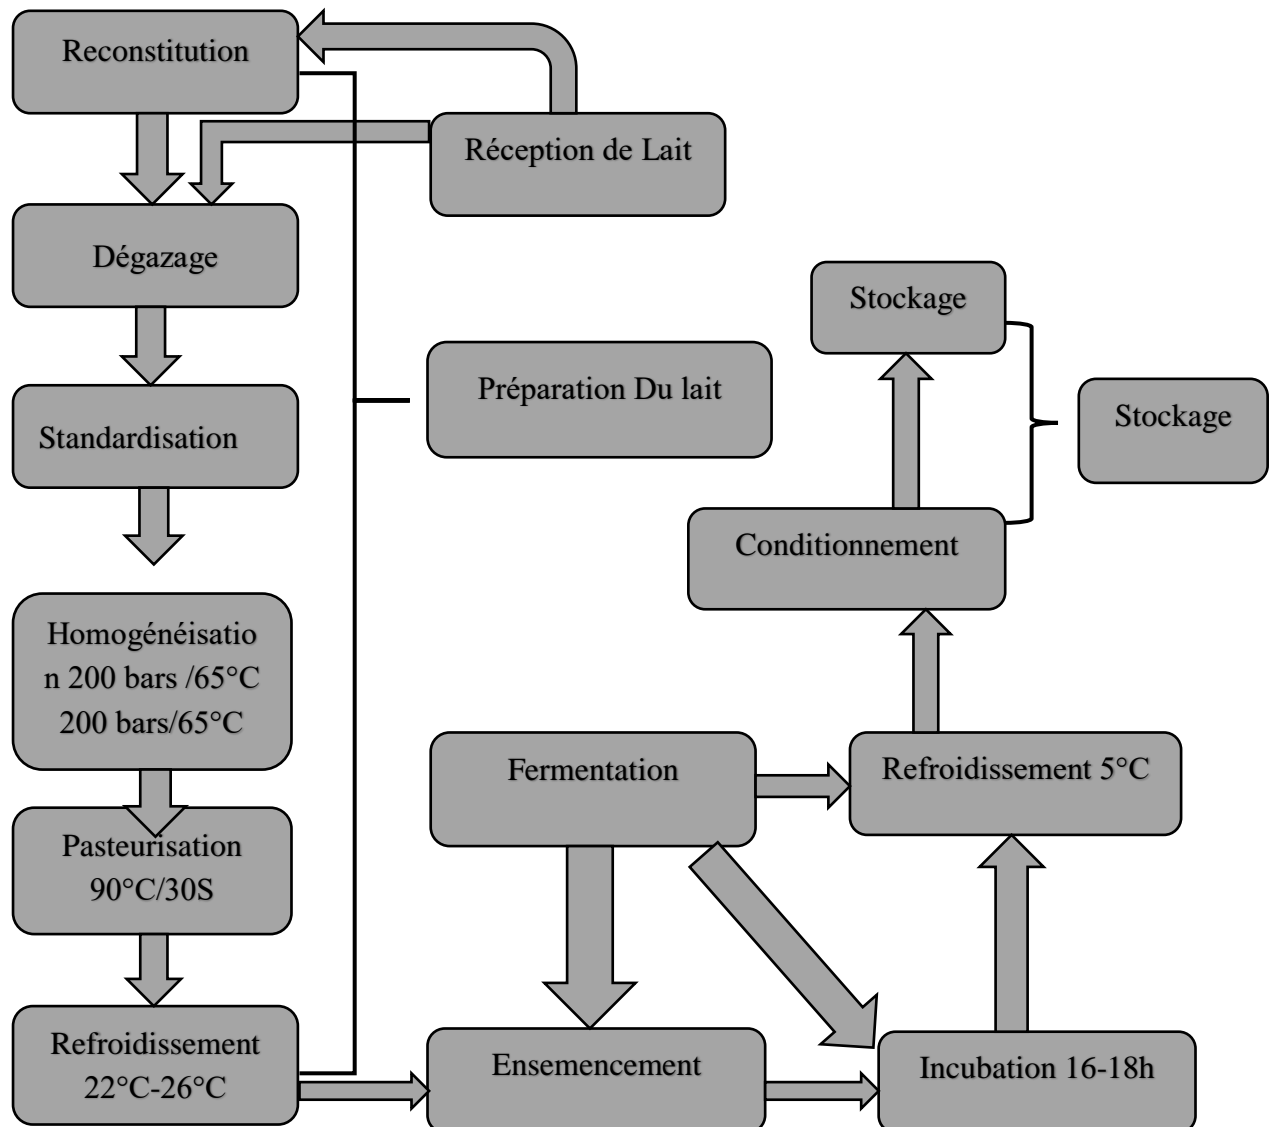 Reconstitution
Réception de Lait
Dégazage
Stockage
Préparation Du lait
Stockage
Standardisation
Conditionnement
Homogénéisatio
n 200 bars /65°C
200 bars/65°C
Fermentation
Refroidissement 5°C
Pasteurisation
90°C/30S
Refroidissement
22°C-26°C
Ensemencement
Incubation 16-18h